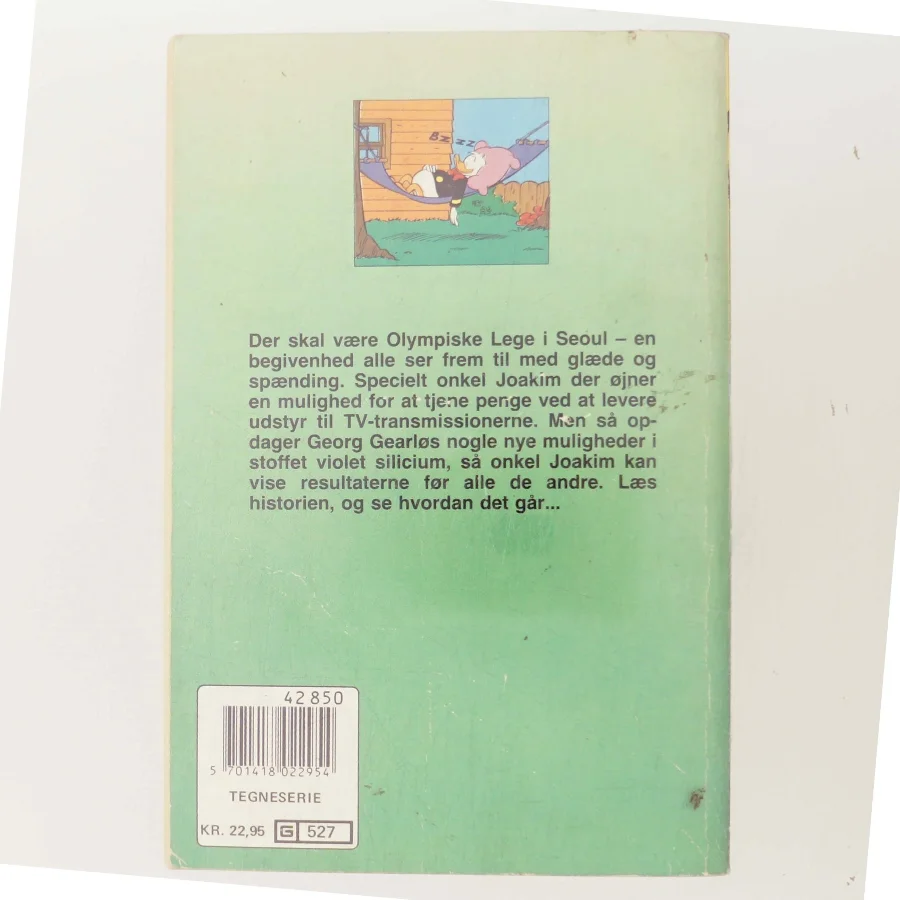 BZZZZ
Der skal være Olympiske Lege i Seoul – en
begivenhed alle ser frem til med glæde og
spænding. Specielt onkel Joakim der øjner
en mulighed for at tjene penge ved at levere
udstyr til TV-transmissionerne. Men så op-
dager Georg Gearløs nogle nye muligheder i
stoffet violet silicium, så onkel Joakim kan
vise resultaterne før alle de andre. Læs
historien, og se hvordan det går...
42850
5 701418 022954
TEGNESERIE
KR. 22,95 G 527